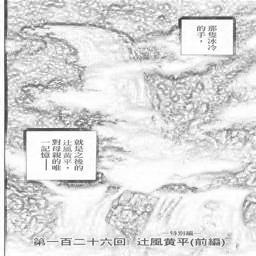 那隻冰冷
的手，
就是之後的
辻風黃平，
對母親的唯
一記憶——
—特別編—
第一百二十六回 辻風黃平(前編)